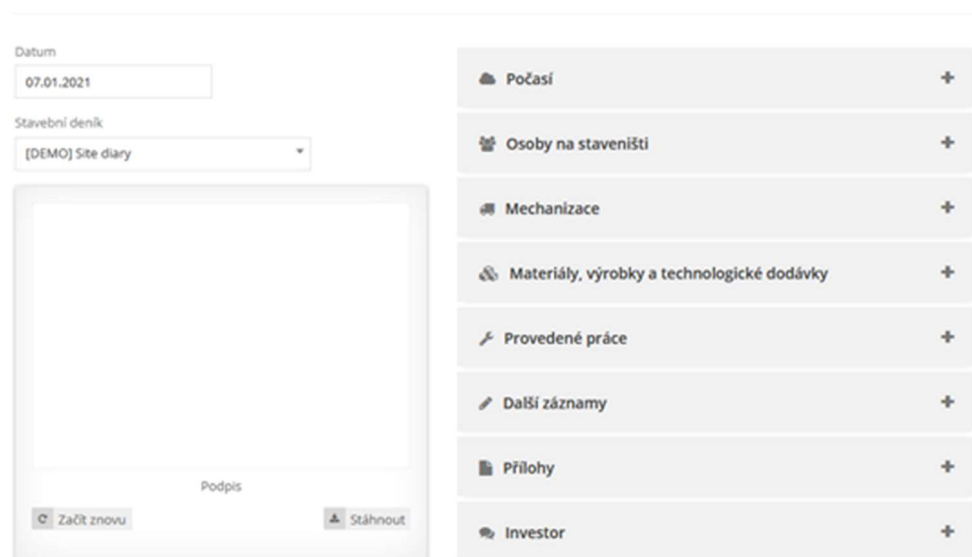 Datum
07.01.2021
Stavební deník
[DEMO] Site diary
Podpis
Začít znovu
Stáhnout
Počasí
Osoby na staveništi
Mechanizace
Materiály, výrobky a technologické dodávky
Provedené práce
Další záznamy
Přílohy
Investor